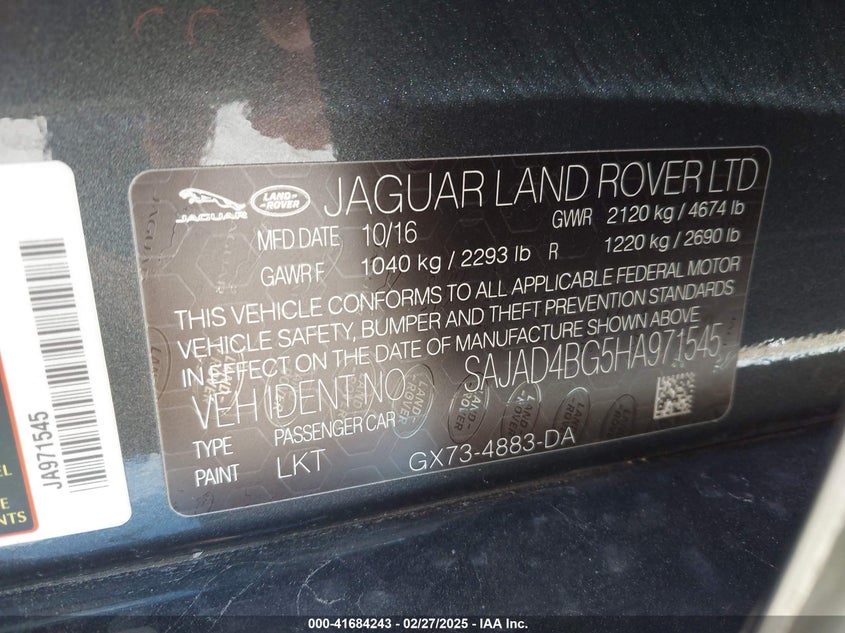 JAGUAR
LAND ROVER
JAGUAR LAND ROVER LTD
MFD.DATE 10/16 GWR 2120 kg / 4674 lb
GAWR F 1040 kg / 2293 lb R 1220 kg / 2690 lb
THIS VEHICLE CONFORMS TO ALL APPLICABLE FEDERAL MOTOR
VEHICLE SAFETY, BUMPER AND THEFT PREVENTION STANDARDS
IN EFFECT ON THE DATE OF MANUFACTURE SHOWN ABOVE
VEH IDENT NO. SAJAD4BG5HA971545
TYPE PASSENGER CAR
PAINT LKT GX73-4883-DA
JA971545
000-41684243 / 02/27/2025 - IAA Inc.